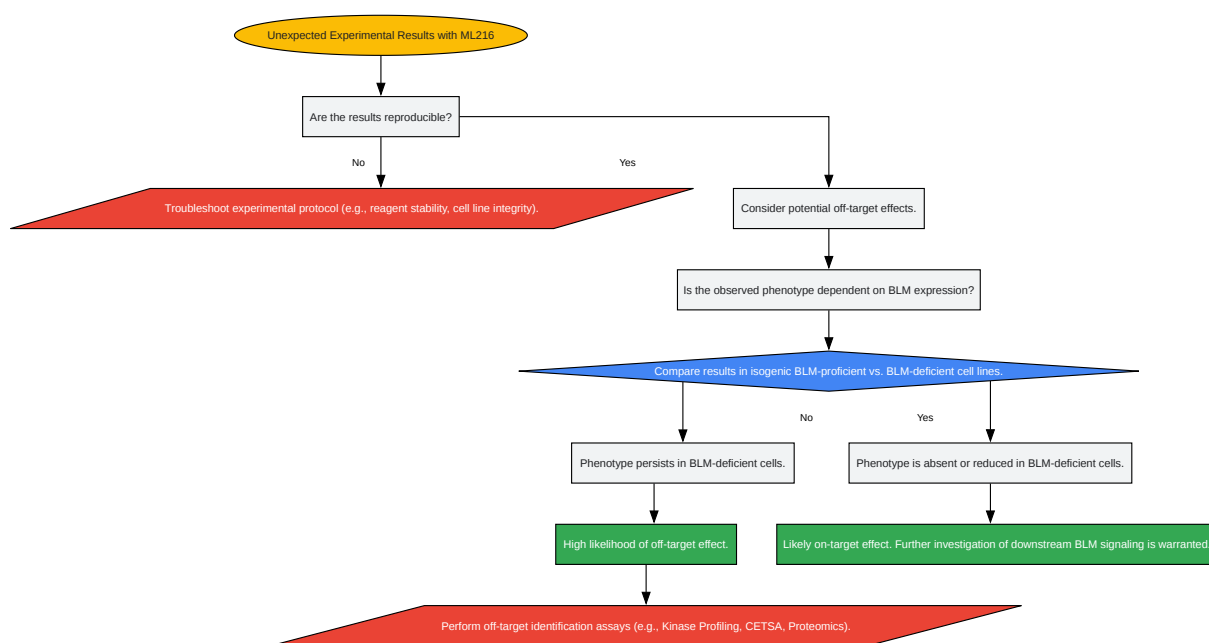 Unexpected Experimental Results with ML216
Are the results reproducible?
No
Yes
Troubleshoot experimental protocol (e.g., reagent stability, cell line integrity).
Consider potential off-target effects.
Is the observed phenotype dependent on BLM expression?
Compare results in isogenic BLM-proficient vs. BLM-deficient cell lines.
No
Yes
Phenotype persists in BLM-deficient cells.
Phenotype is absent or reduced in BLM-deficient cells.
High likelihood of off-target effect.
Likely on-target effect. Further investigation of downstream BLM signaling is warranted.
Perform off-target identification assays (e.g., Kinase Profiling, CETSA, Proteomics).